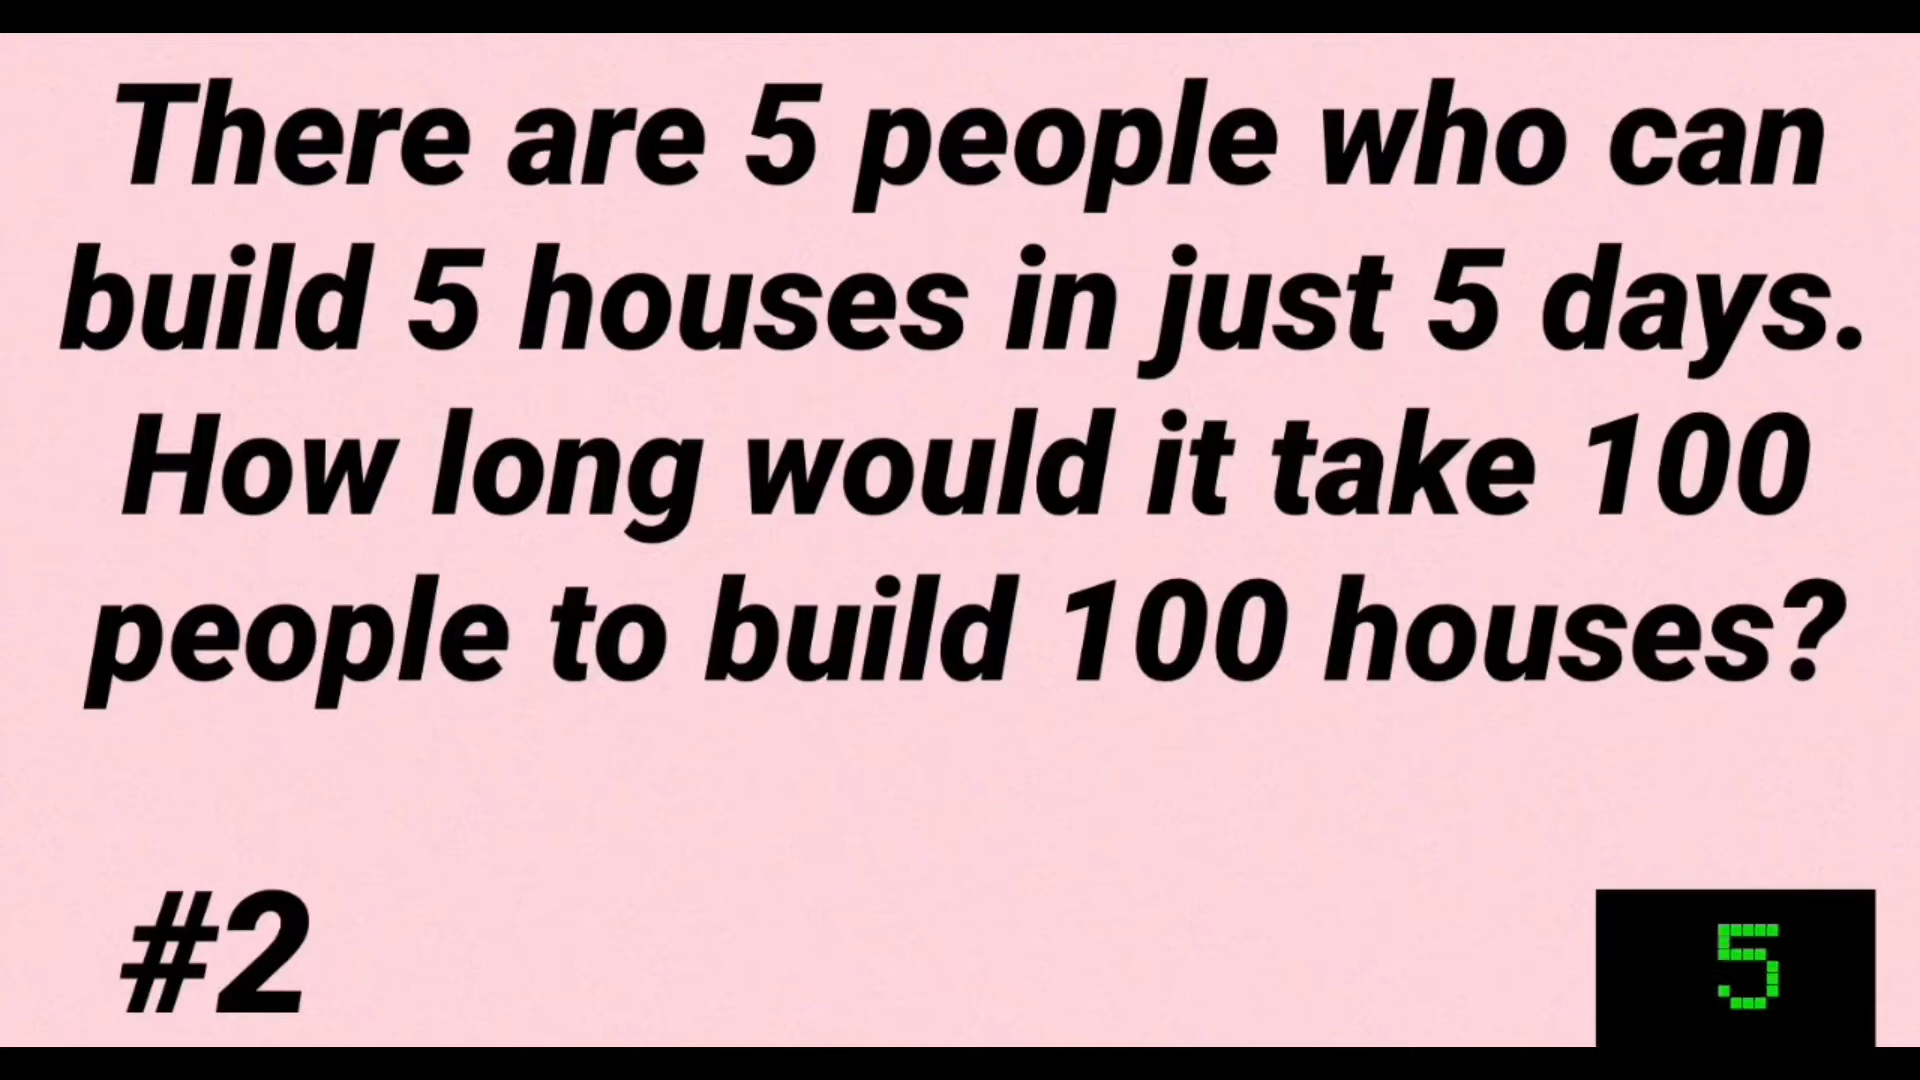 There are 5 people who can
build 5 houses in just 5 days.
How long would it take 100
people to build 100 houses?
#2
5